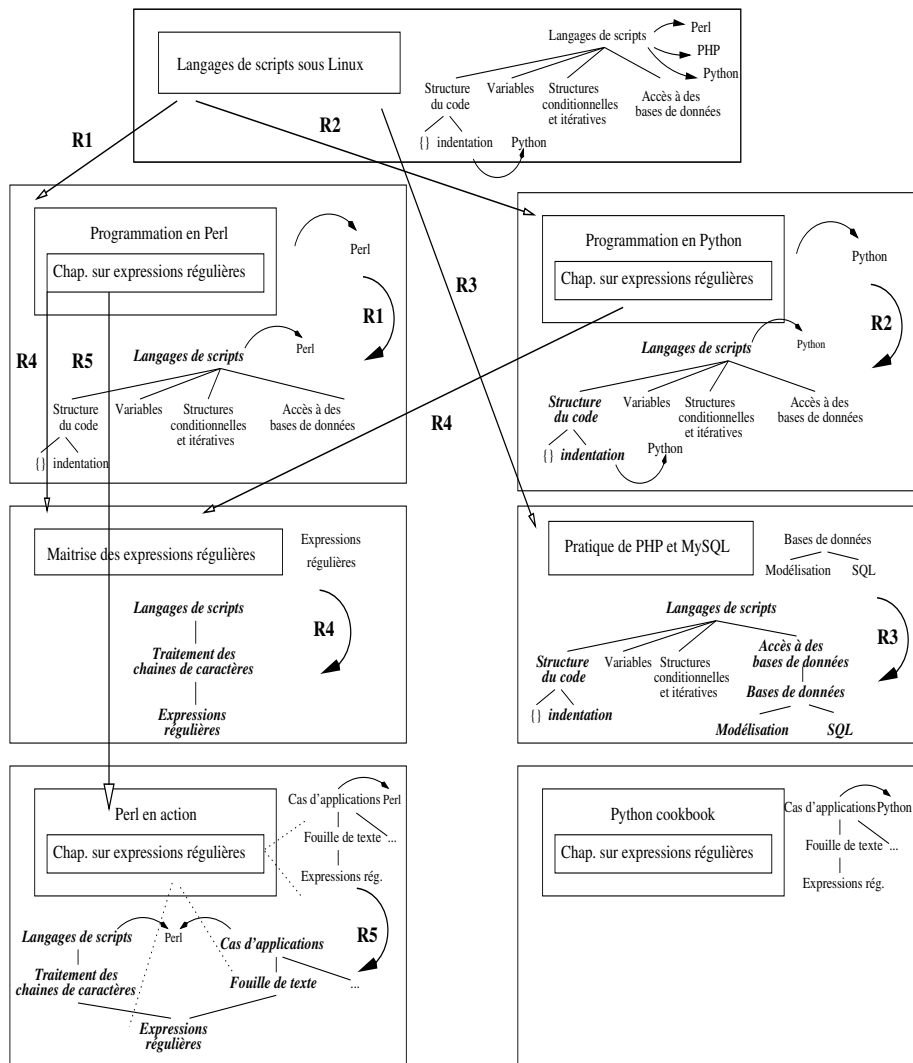 Langages de scripts sous Linux
Langages de scripts
Perl
PHP
Python
Structure
du code
Variables
Structures
conditionnelles
et itératives
Accès à des
bases de données
{} indentation
Python
R1
R2
R3
Programmation en Perl
Chap. sur expressions régulières
Perl
R1
R4
R5
Langages de scripts
Perl
Structure
du code
Variables
Structures
conditionnelles
et itératives
Accès à des
bases de données
{} indentation
Programmation en Python
Chap. sur expressions régulières
Python
R2
R4
Langages de scripts
Python
Structure
du code
Variables
Structures
conditionnelles
et itératives
Accès à des
bases de données
{} indentation
Python
Maitrise des expressions régulières
Expressions
régulières
R4
Langages de scripts
Traitement des
chaines de caractères
Expressions
régulières
Pratique de PHP et MySQL
Bases de données
Modélisation
SQL
R3
Langages de scripts
Structure
du code
Variables
Structures
conditionnelles
et itératives
Accès à des
bases de données
{} indentation
Bases de données
Modélisation
SQL
Perl en action
Chap. sur expressions régulières
Cas d'applications
Perl
Fouille de texte
...
Expressions rég.
R5
Langages de scripts
Perl
Cas d'applications
Traitement des
chaines de caractères
Fouille de texte
...
Expressions
régulières
Python cookbook
Chap. sur expressions régulières
Cas d'applications
Python
Fouille de texte
...
Expressions rég.